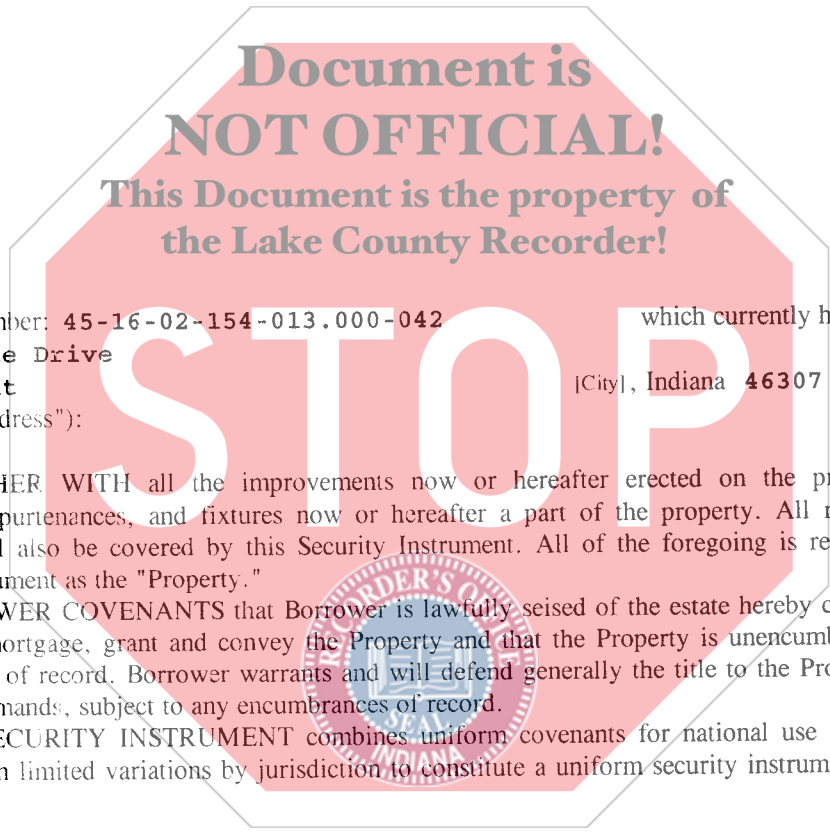 Document is
NOT OFFICIAL!
This Document is the property of
the Lake County Recorder!
STOP
nber: 45-16-02-154-013.000-042 which currently h
e Drive
t [City], Indiana 46307
dress"):
HER WITH all the improvements now or hereafter erected on the pr
purtenances, and fixtures now or hereafter a part of the property. All r
l also be covered by this Security Instrument. All of the foregoing is re
ument as the "Property."
WER COVENANTS that Borrower is lawfully seised of the estate hereby c
ortgage, grant and convey the Property and that the Property is unencumb
of record. Borrower warrants and will defend generally the title to the Pro
mands, subject to any encumbrances of record.
ECURITY INSTRUMENT combines uniform covenants for national use
h limited variations by jurisdiction to constitute a uniform security instrum
RECORDER'S OFFICE
SEAL
INDIANA